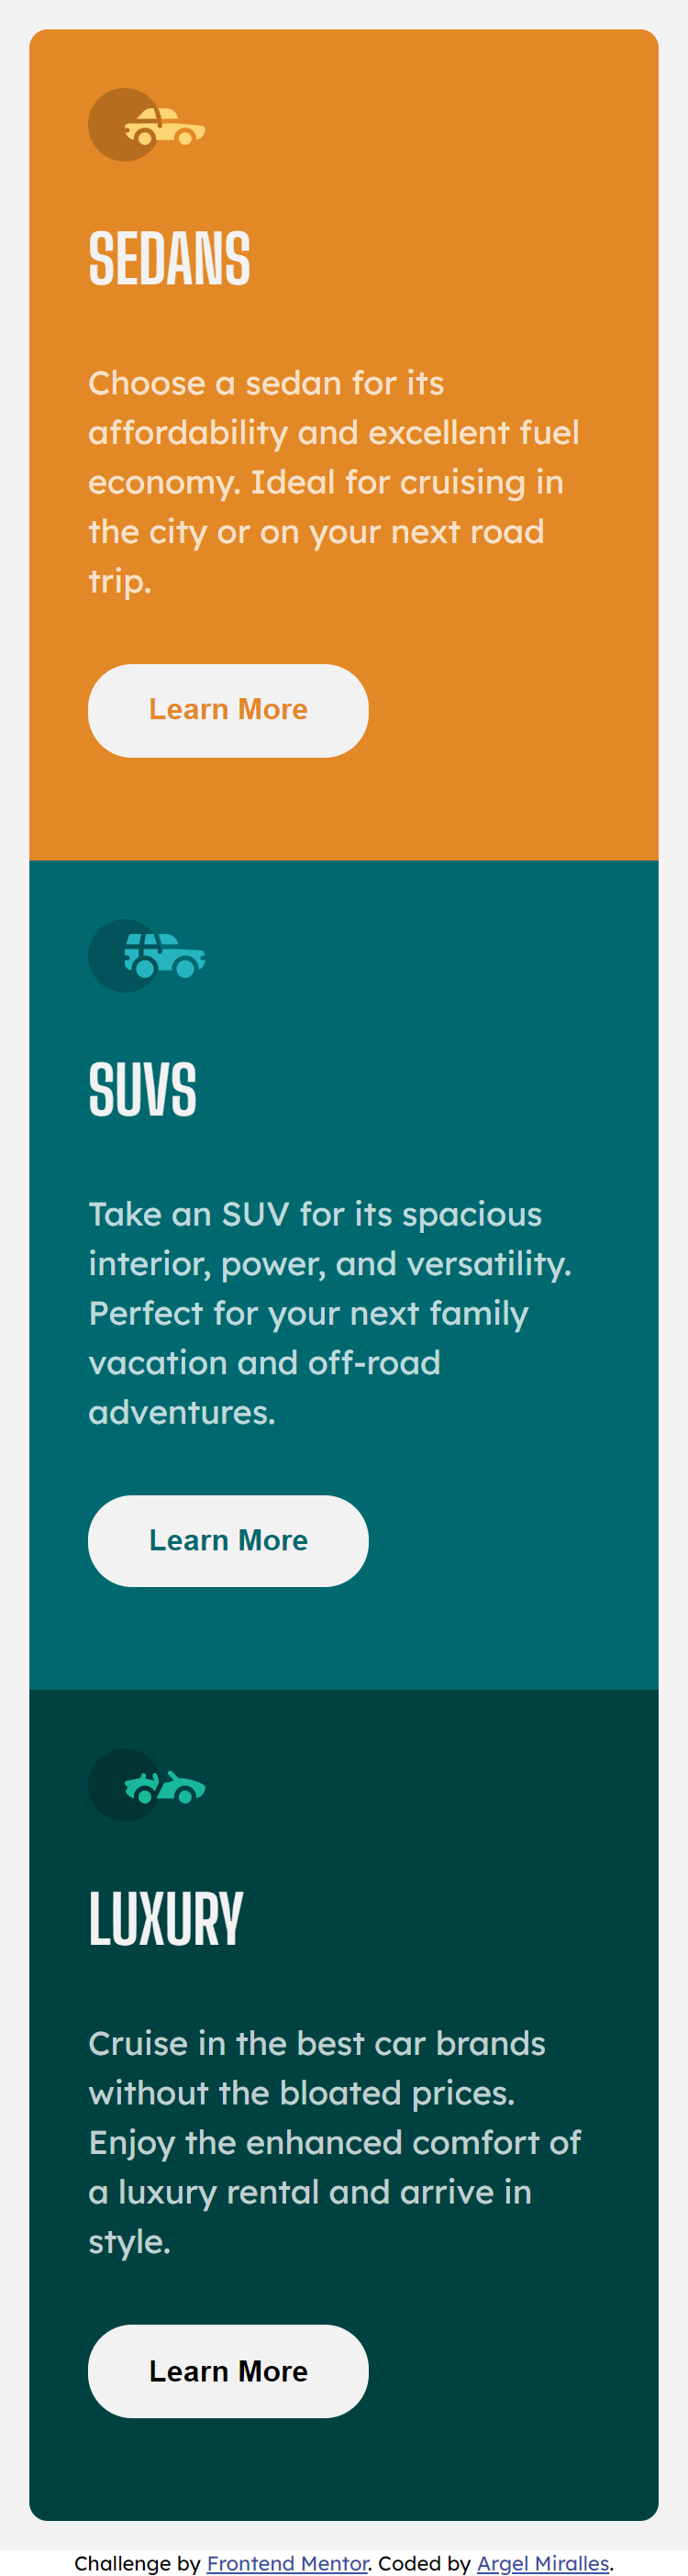 SEDANS
Choose a sedan for its
affordability and excellent fuel
economy. Ideal for cruising in
the city or on your next road
trip.
Learn More
SUVS
Take an SUV for its spacious
interior, power, and versatility.
Perfect for your next family
vacation and off-road
adventures.
Learn More
LUXURY
Cruise in the best car brands
without the bloated prices.
Enjoy the enhanced comfort of
a luxury rental and arrive in
style.
Learn More
Challenge by Frontend Mentor. Coded by Argel Miralles.